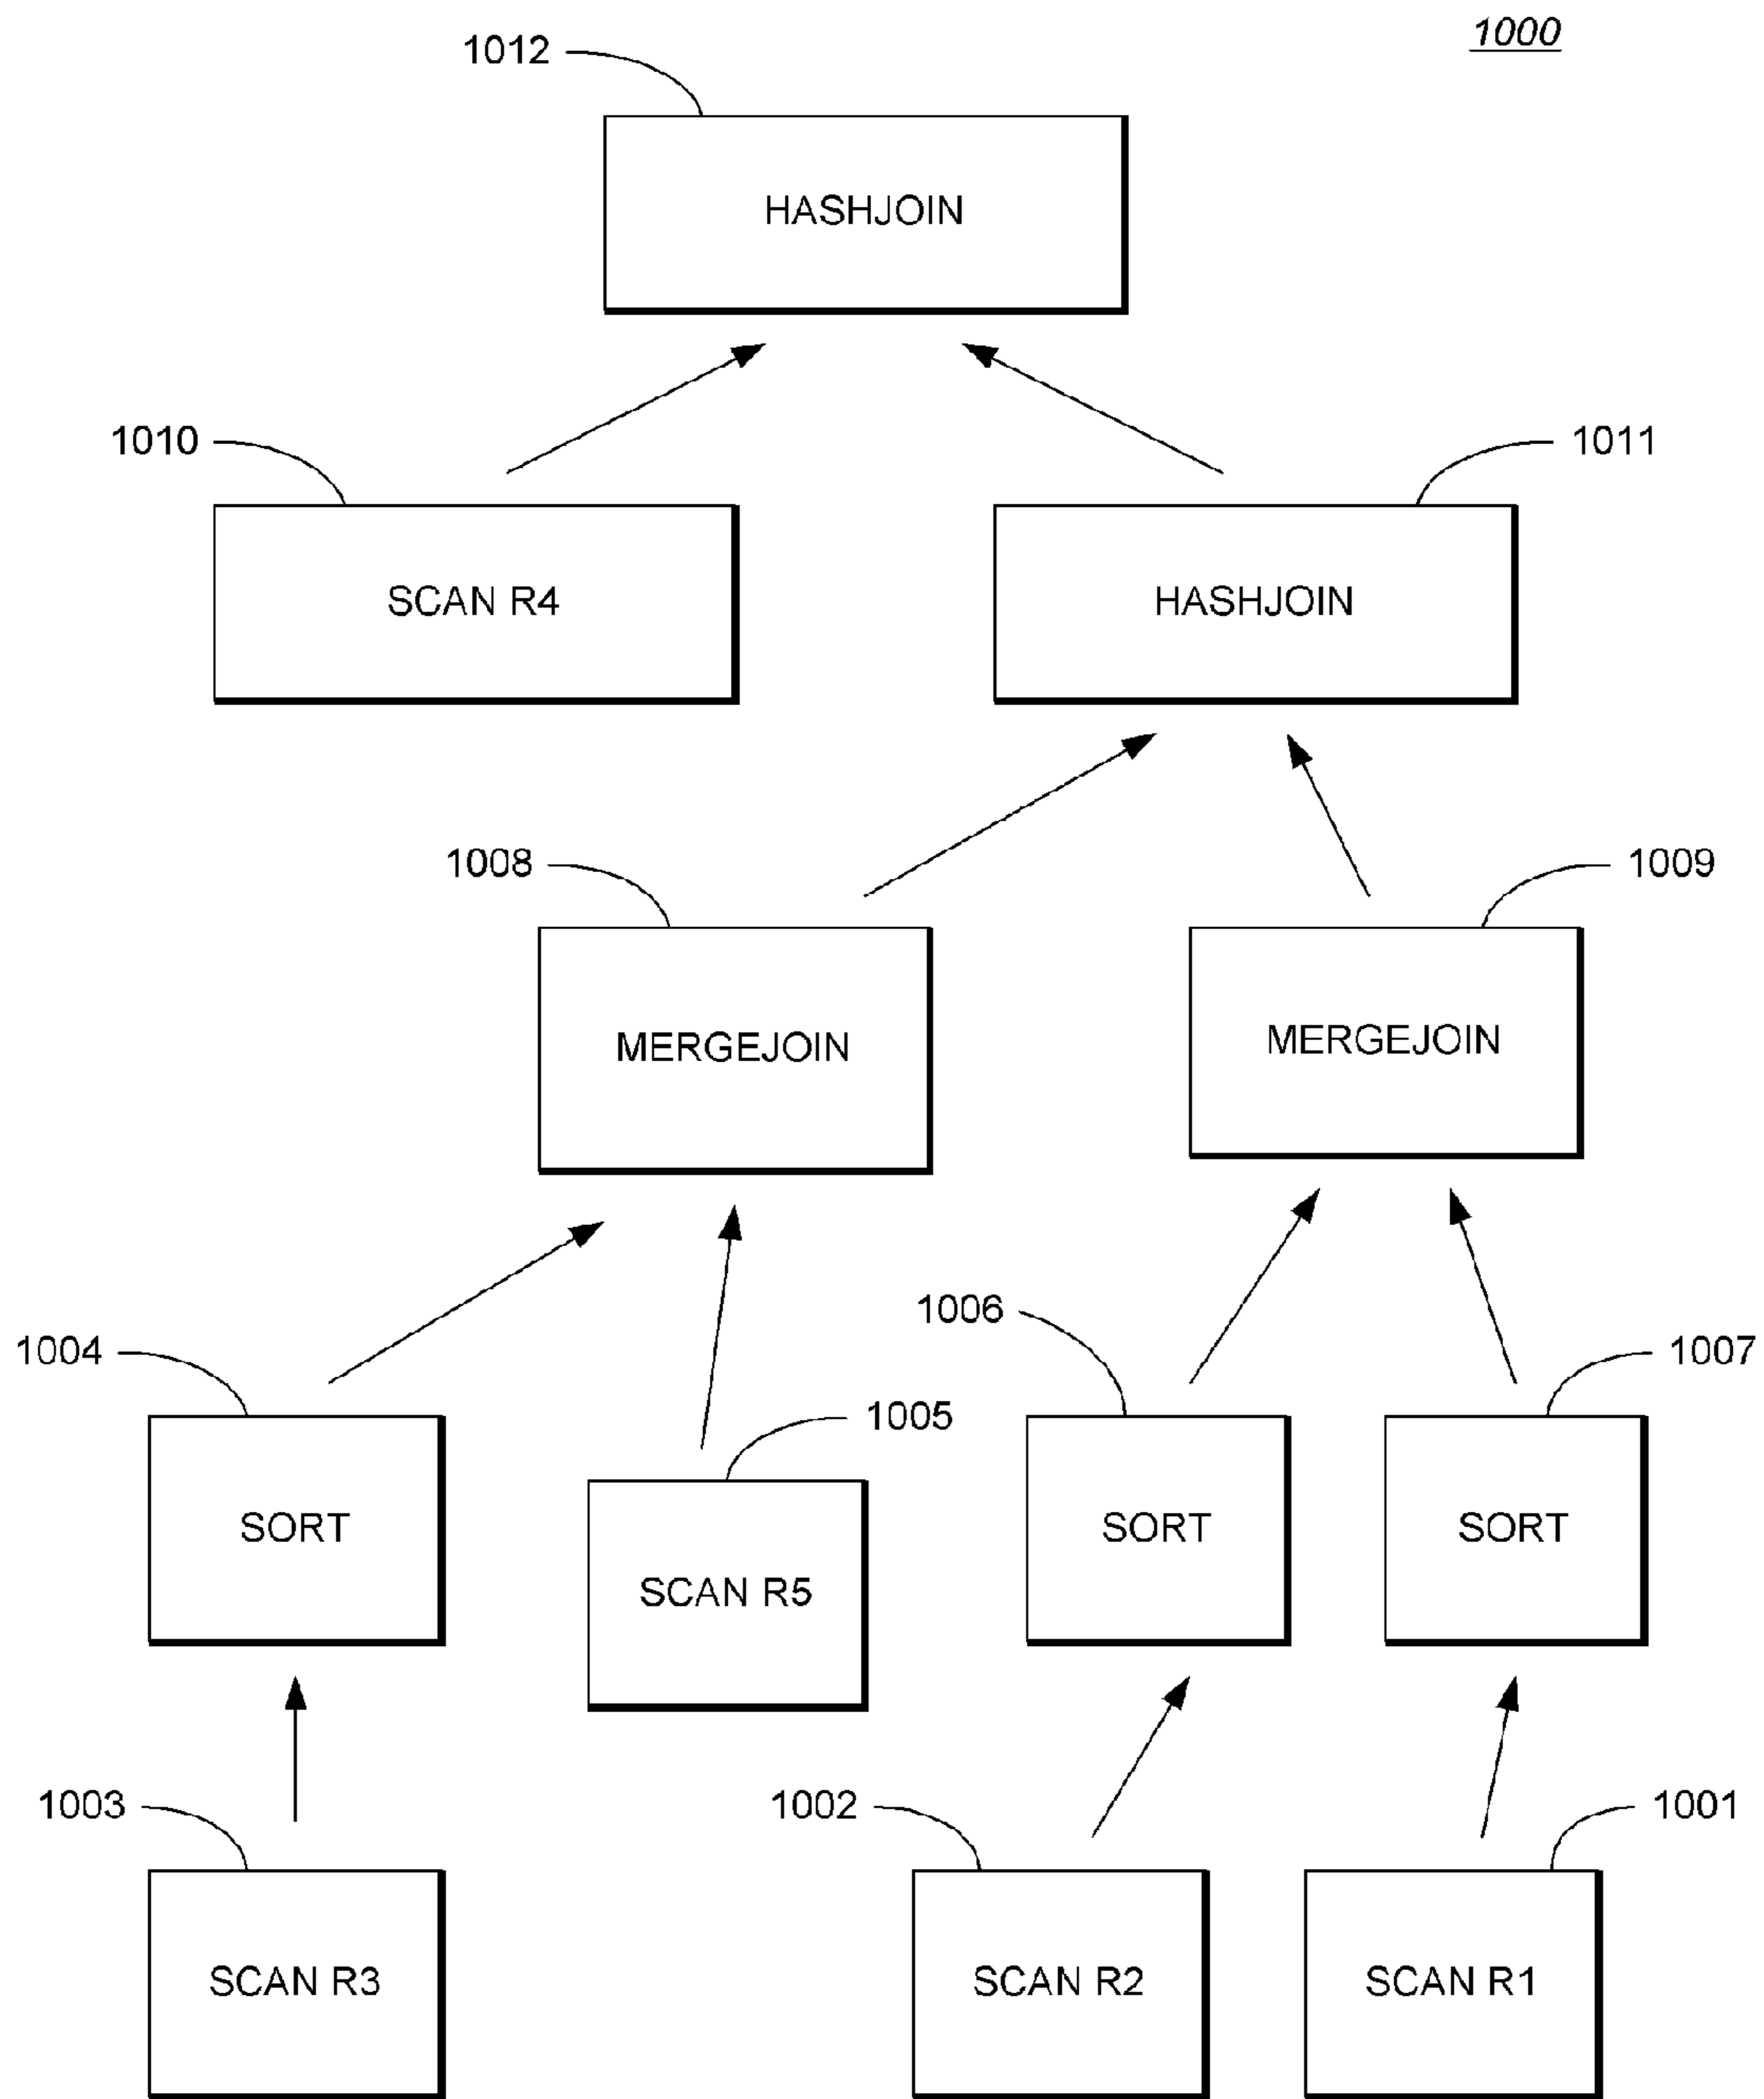 1000
1012
HASHJOIN
1010
1011
SCAN R4
HASHJOIN
1008
1009
MERGEJOIN
MERGEJOIN
1006
1004
1007
1005
SORT
SORT
SORT
SCAN R5
1003
1002
1001
SCAN R3
SCAN R2
SCAN R1